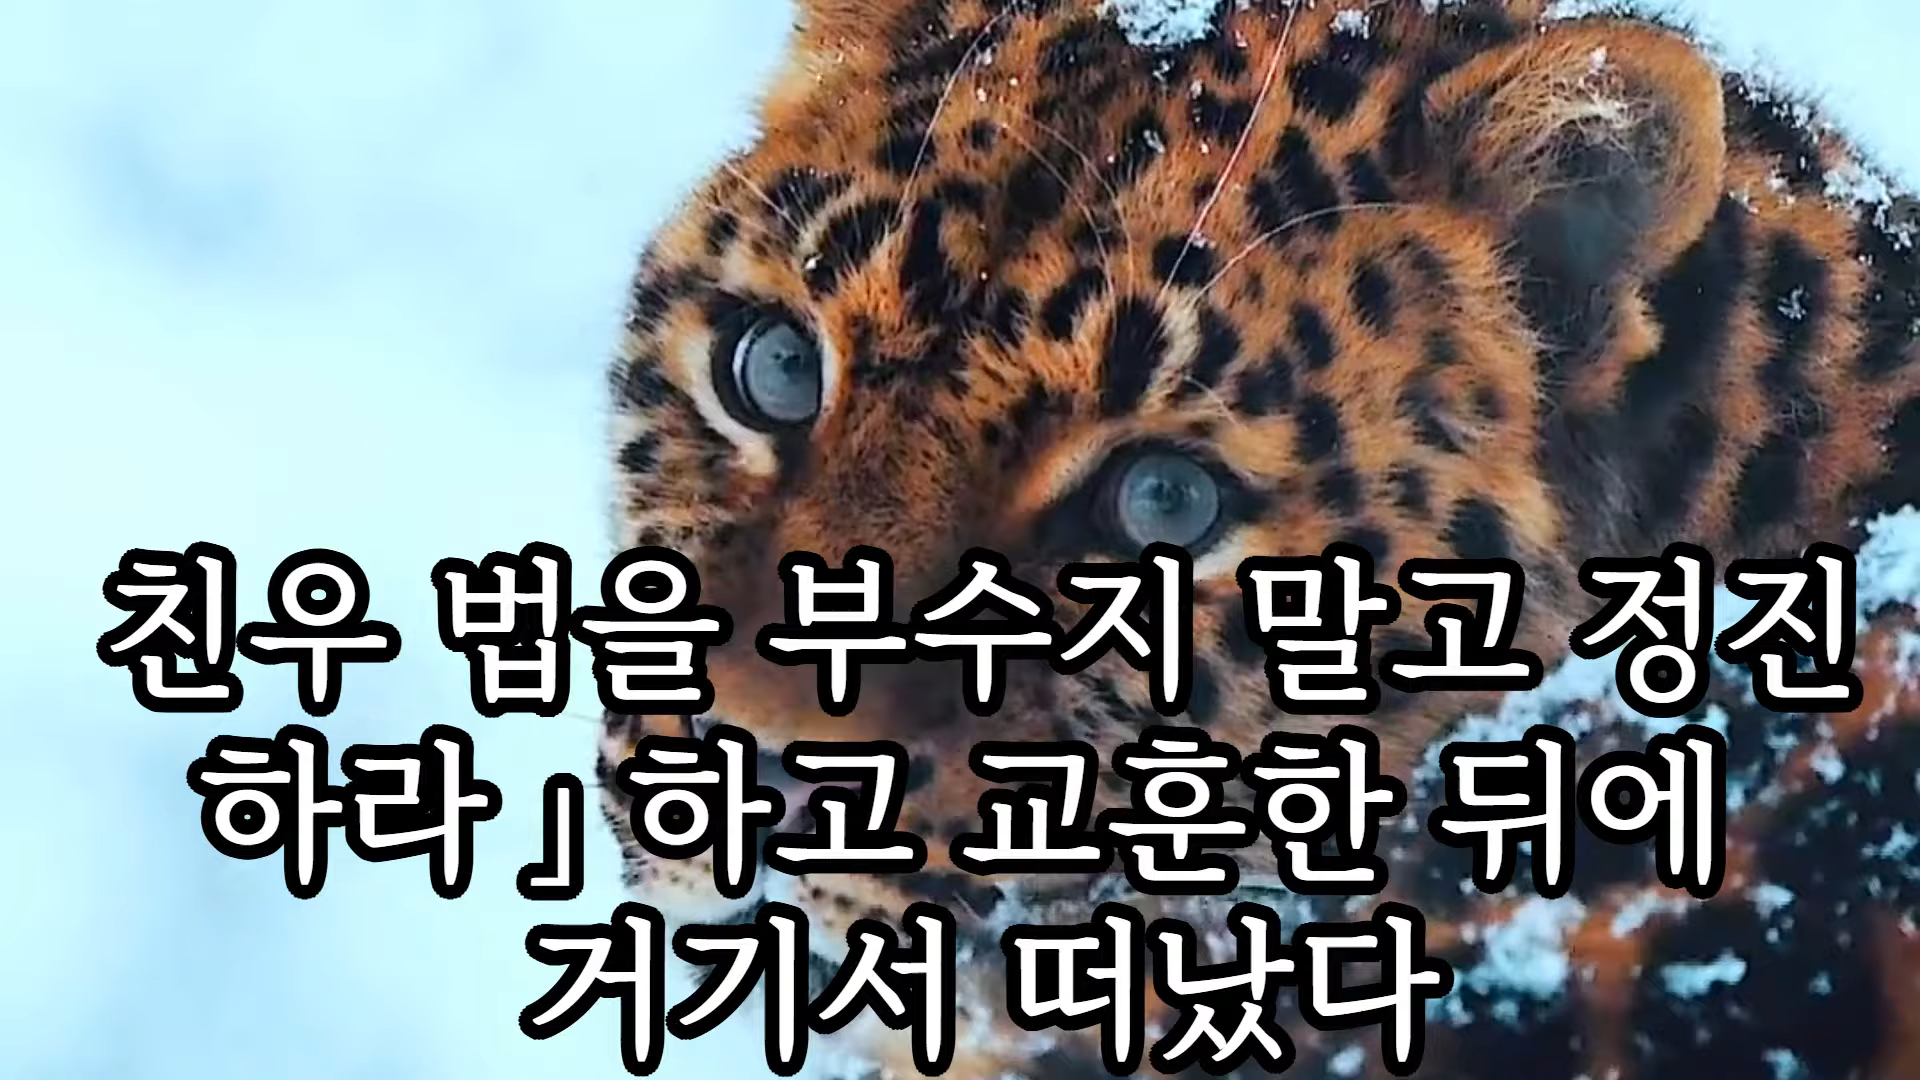 친우 법을 부수지 말고 정진
하라 』 하고 교훈한 뒤에
거기서 떠났다